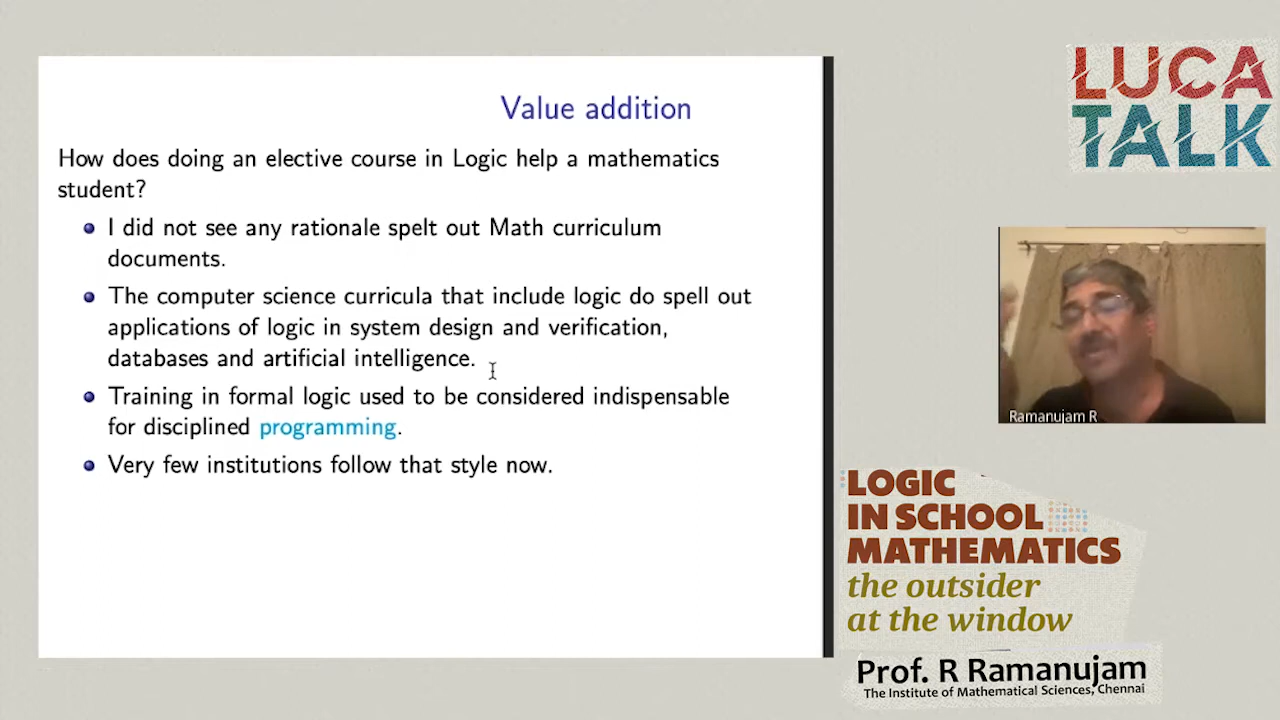 Value addition
How does doing an elective course in Logic help a mathematics
student?
I did not see any rationale spelt out Math curriculum
documents.
The computer science curricula that include logic do spell out
applications of logic in system design and verification,
databases and artificial intelligence.
Training in formal logic used to be considered indispensable
for disciplined programming.
Very few institutions follow that style now.
LUCA
TALK
Ramanujam R
LOGIC
IN SCHOOL
MATHEMATICS
the outsider
at the window
Prof. R Ramanujam
The Institute of Mathematical Sciences, Chennai